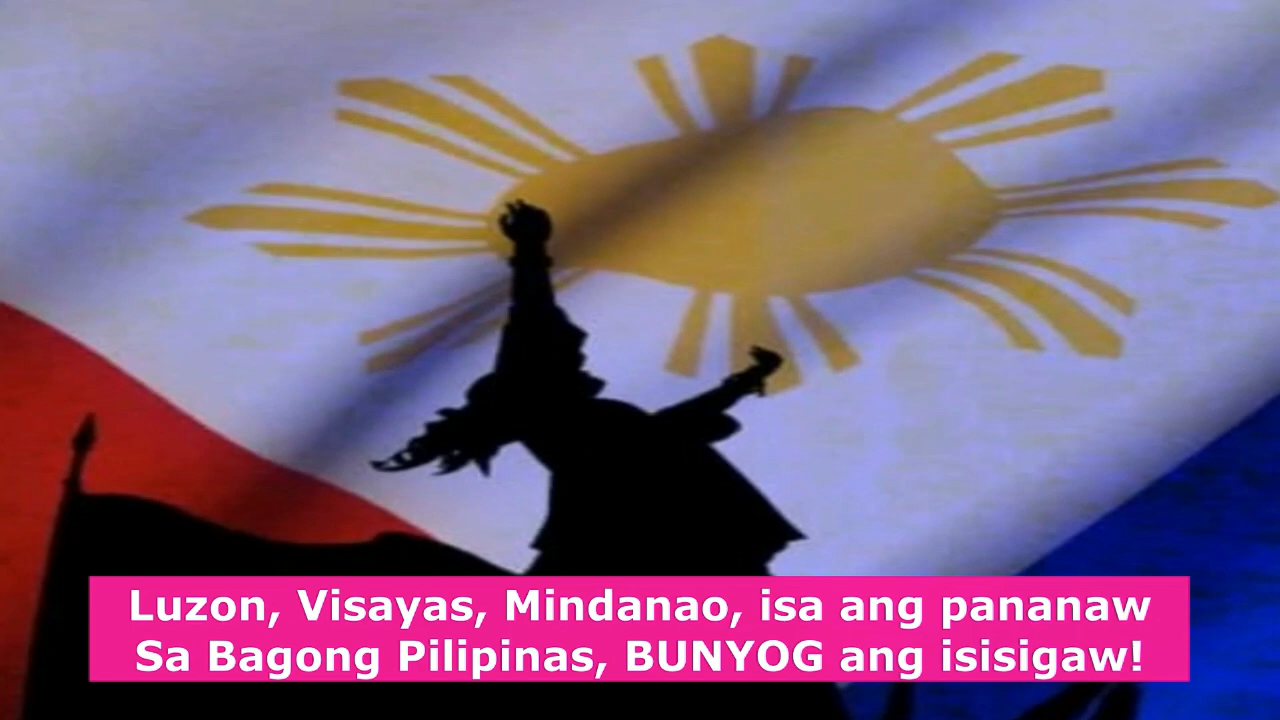 Luzon, Visayas, Mindanao, isa ang pananaw
Sa Bagong Pilipinas, BUNYOG ang isisigaw!